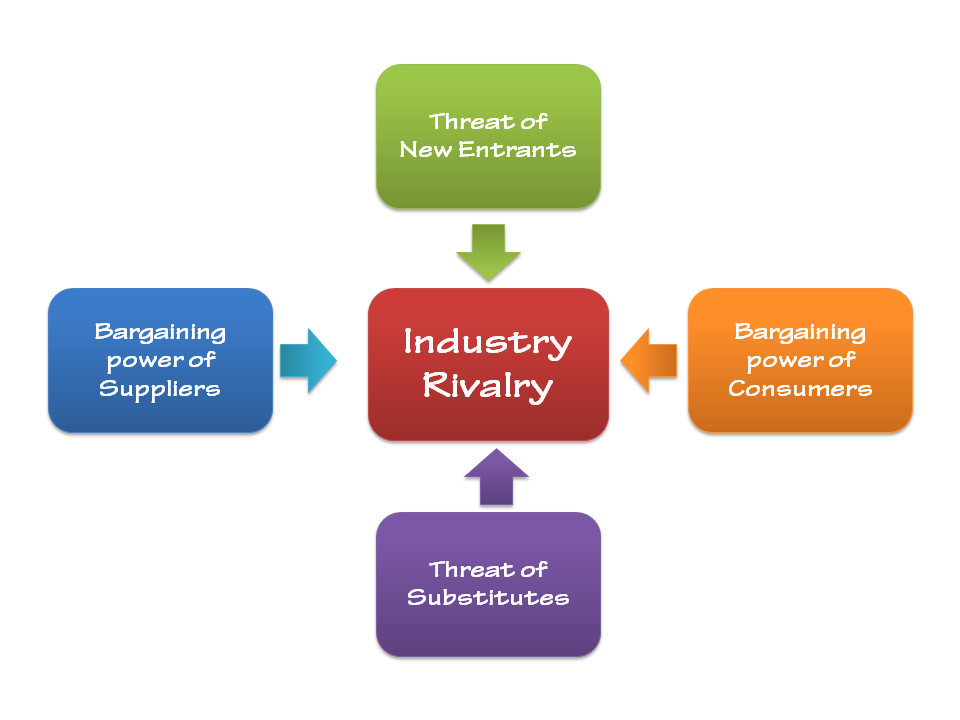 Threat of
New Entrants
Bargaining
power of
Suppliers
Industry
Rivalry
Bargaining
power of
Consumers
Threat of
Substitutes